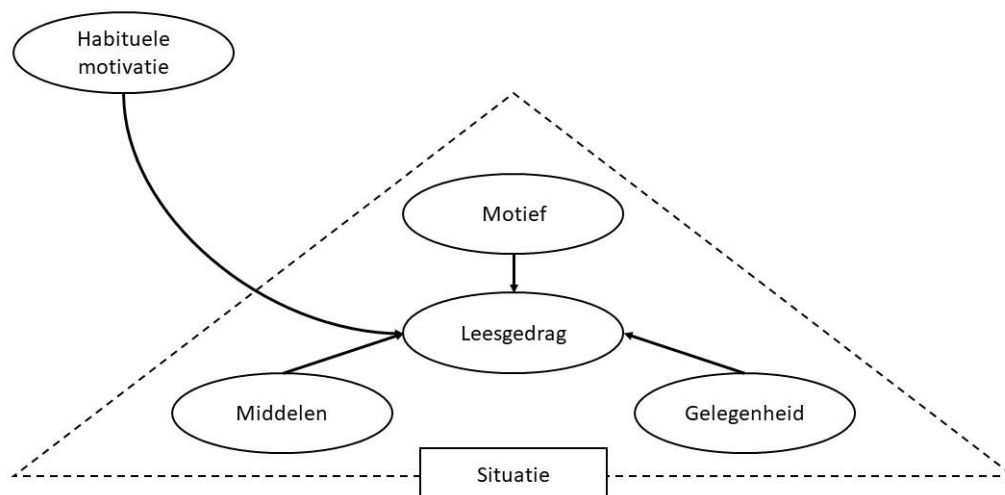 Habituele
motivatie
Motief
Leesgedrag
Middelen
Gelegenheid
Situatie